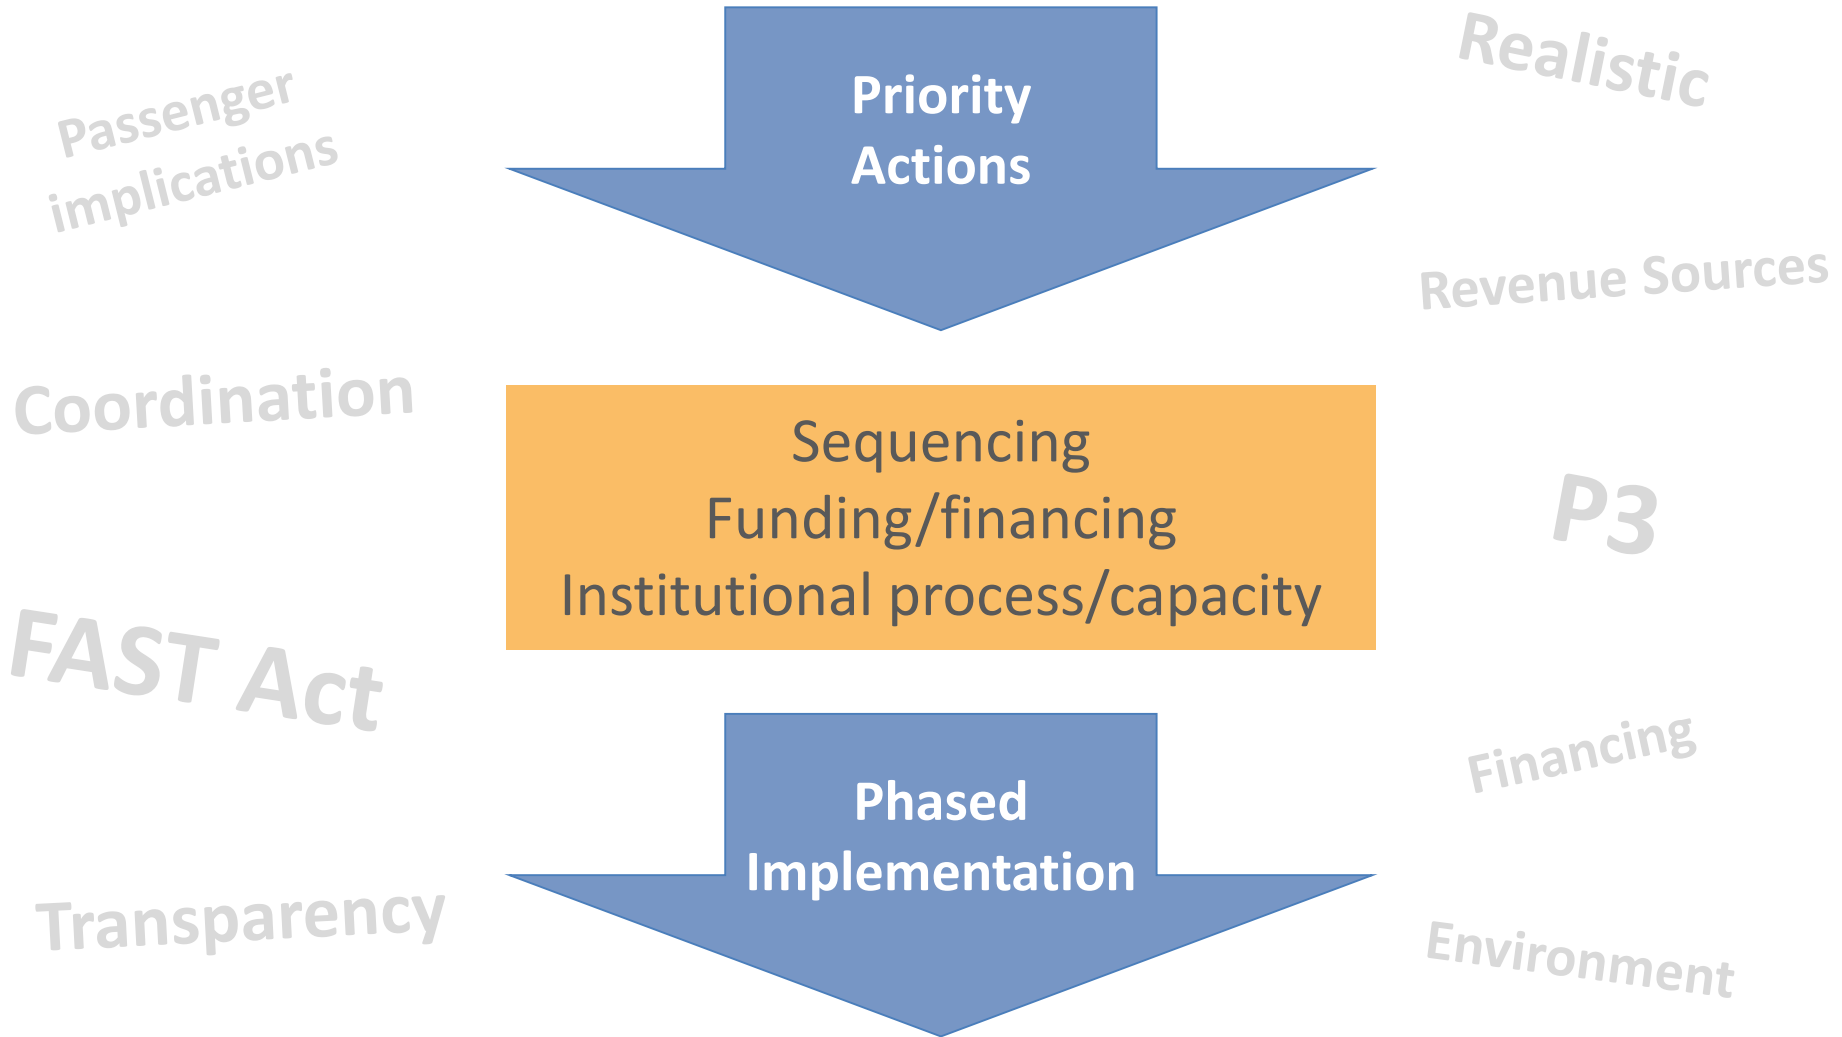 Priority
Actions
Sequencing
Funding/financing
Institutional process/capacity
Phased
Implementation
Passenger
implications
Coordination
FAST Act
Transparency
Realistic
Revenue Sources
P3
Financing
Environment